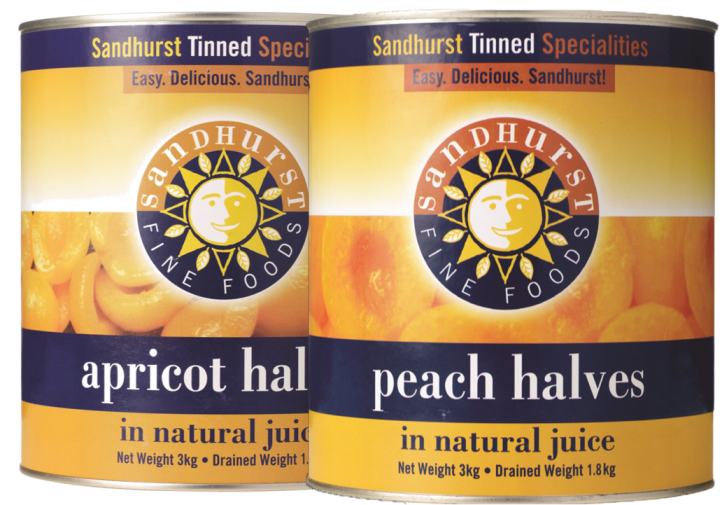 Sandhurst Tinned Speci
Easy. Delicious. Sandhurs
SANDHURST
FINE FOODS
apricot hal
in natural juic
Net Weight 3kg • Drained Weight 1.
Sandhurst Tinned Specialities
Easy. Delicious. Sandhurst!
SANDHURST
FINE FOODS
peach halves
in natural juice
Net Weight 3kg • Drained Weight 1.8kg